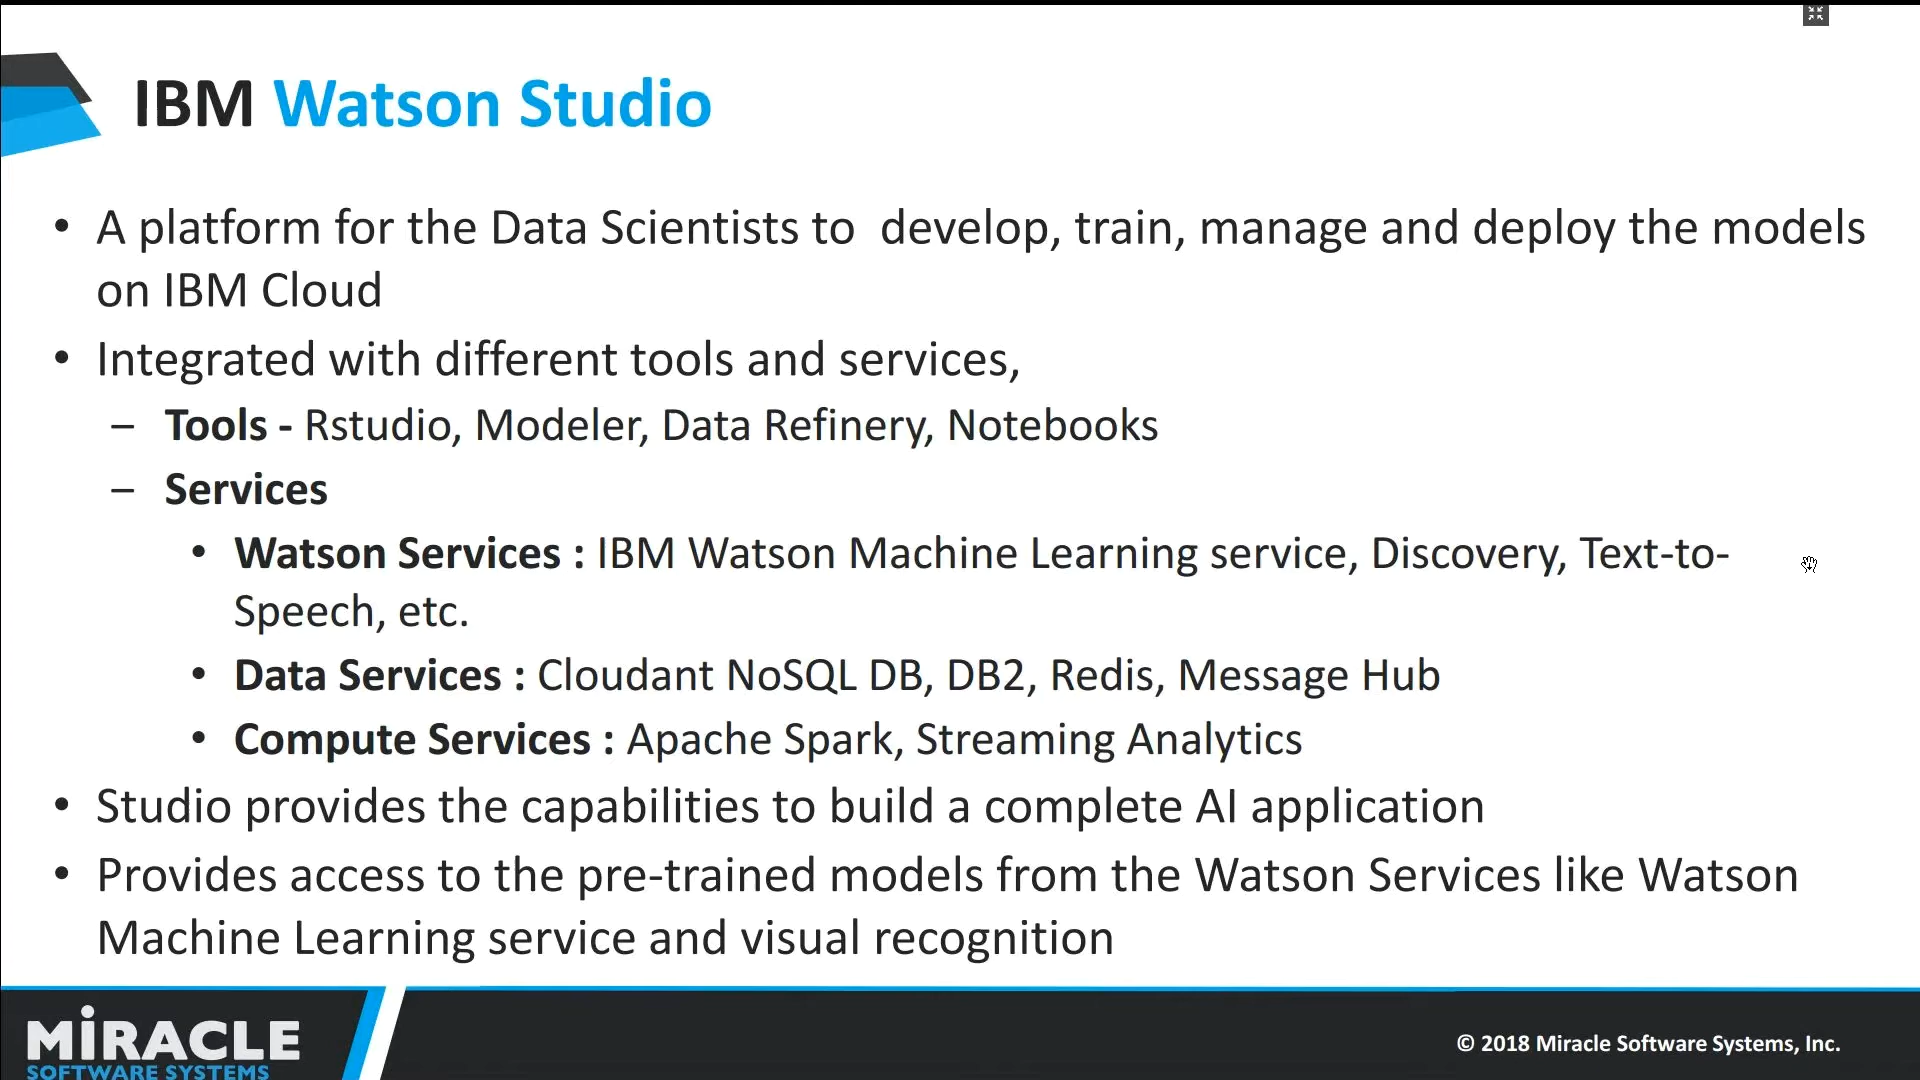 IBM Watson Studio
• A platform for the Data Scientists to  develop, train, manage and deploy the models
on IBM Cloud
• Integrated with different tools and services,
– Tools - Rstudio, Modeler, Data Refinery, Notebooks
– Services
• Watson Services : IBM Watson Machine Learning service, Discovery, Text-to-
Speech, etc.
• Data Services : Cloudant NoSQL DB, DB2, Redis, Message Hub
• Compute Services : Apache Spark, Streaming Analytics
• Studio provides the capabilities to build a complete AI application
• Provides access to the pre-trained models from the Watson Services like Watson
Machine Learning service and visual recognition
MiRACLE
SOFTWARE SYSTEMS
© 2018 Miracle Software Systems, Inc.